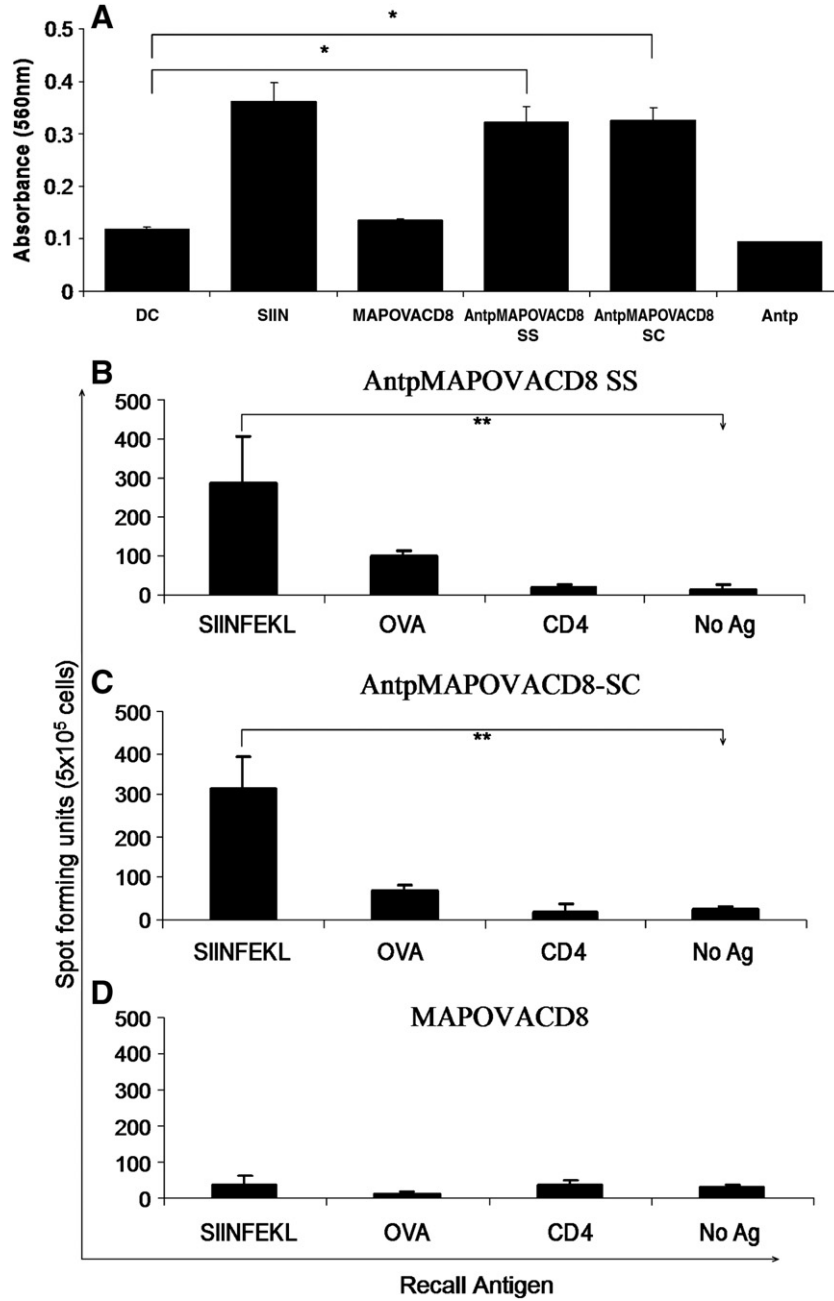 A
*
*
0.5
0.4
0.3
0.2
0.1
0
Absorbance (560nm)
DC
SIIN
MAPOVACD8
AntpMAPOVACD8
SS
AntpMAPOVACD8
SC
Antp
B
AntpMAPOVACD8 SS
**
500
400
300
200
100
0
SIINFEKL
OVA
CD4
No Ag
C
AntpMAPOVACD8-SC
**
500
400
300
200
100
0
SIINFEKL
OVA
CD4
No Ag
Spot forming units (5x10⁵ cells)
D
MAPOVACD8
500
400
300
200
100
0
SIINFEKL
OVA
CD4
No Ag
Recall Antigen